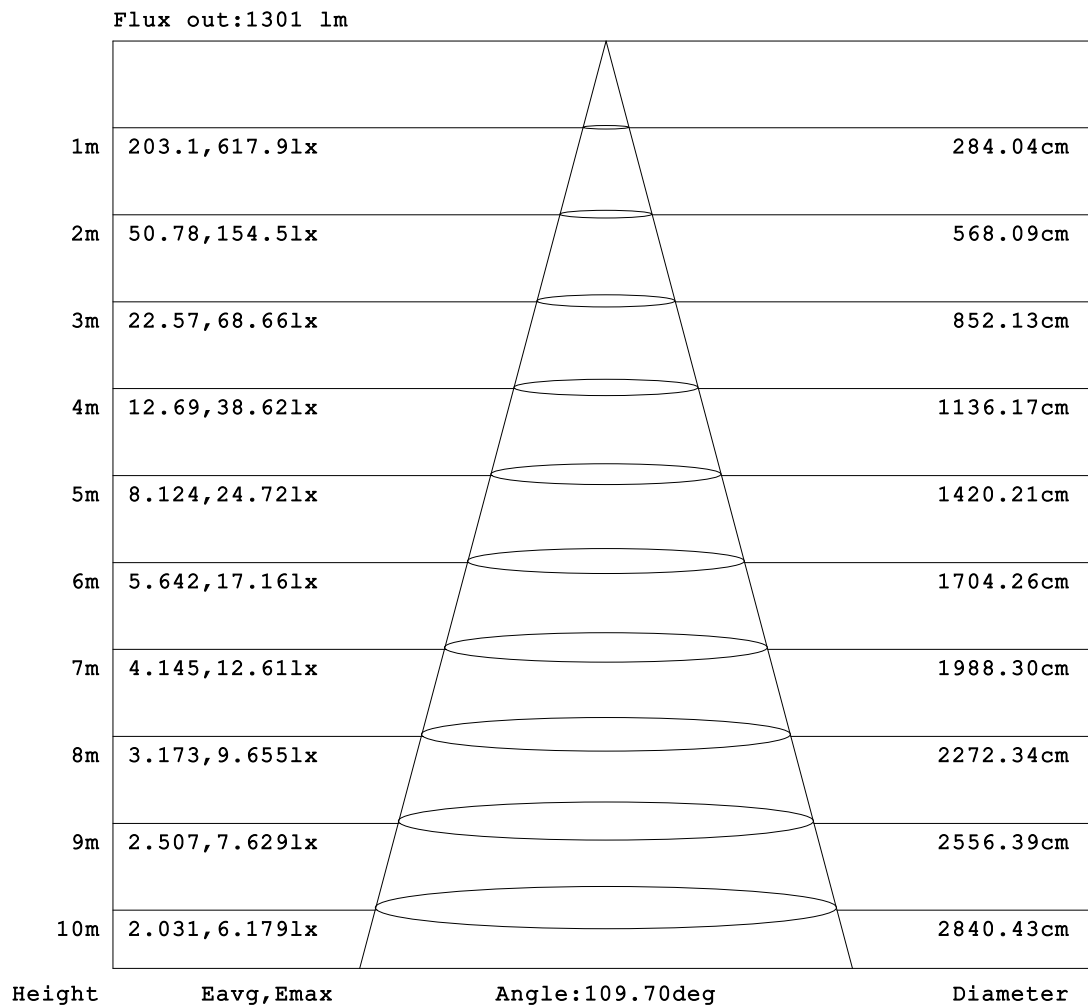 Flux out:1301 lm
1m 203.1,617.9lx 284.04cm
2m 50.78,154.5lx 568.09cm
3m 22.57,68.66lx 852.13cm
4m 12.69,38.62lx 1136.17cm
5m 8.124,24.72lx 1420.21cm
6m 5.642,17.16lx 1704.26cm
7m 4.145,12.61lx 1988.30cm
8m 3.173,9.655lx 2272.34cm
9m 2.507,7.629lx 2556.39cm
10m 2.031,6.179lx 2840.43cm
Height Eavg,Emax Angle:109.70deg Diameter